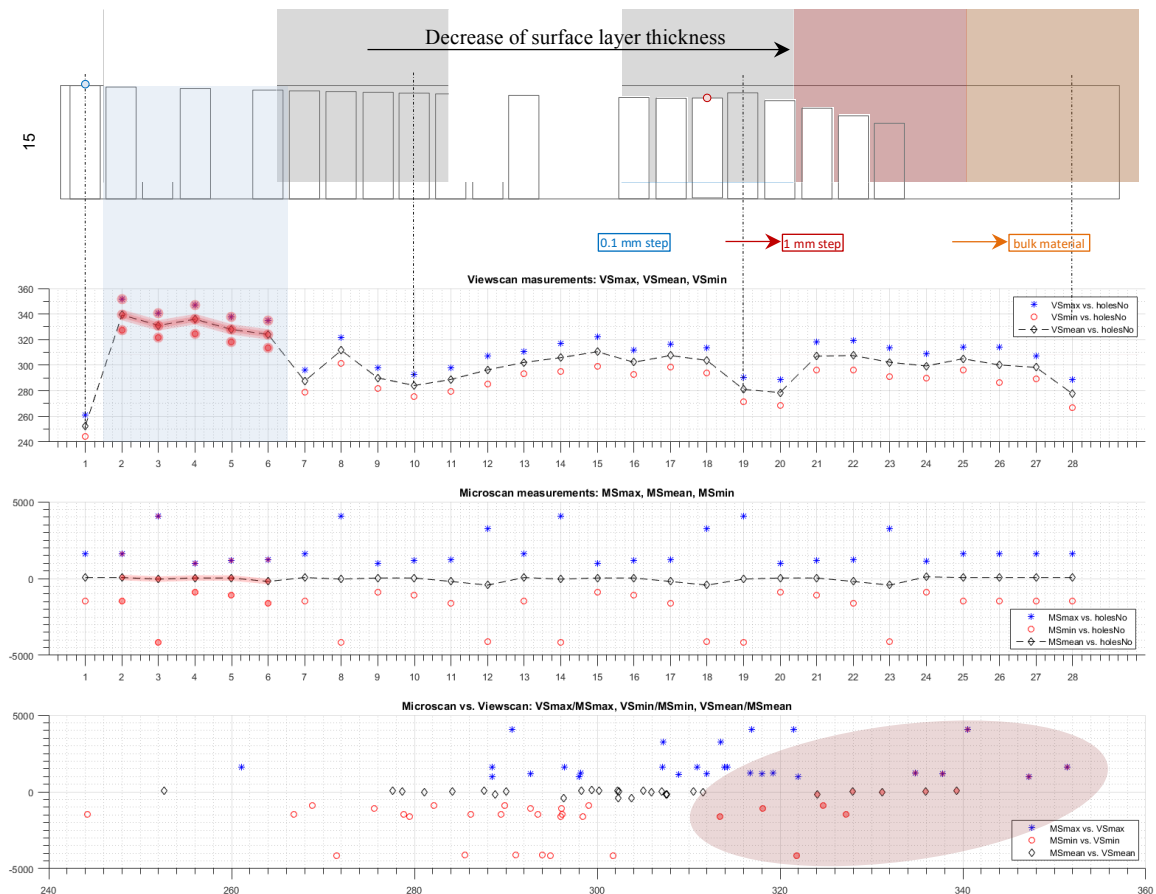 Decrease of surface layer thickness
15
0.1 mm step
1 mm step
bulk material
Viewscan masurements: VSmax, VSmean, VSmin
360
340
320
300
280
260
240
VSmax vs. holesNo
VSmin vs. holesNo
VSmean vs. holesNo
1 2 3 4 5 6 7 8 9 10 11 12 13 14 15 16 17 18 19 20 21 22 23 24 25 26 27 28
Microscan measurements: MSmax, MSmean, MSmin
5000
0
-5000
MSmax vs. holesNo
MSmin vs. holesNo
MSmean vs. holesNo
1 2 3 4 5 6 7 8 9 10 11 12 13 14 15 16 17 18 19 20 21 22 23 24 25 26 27 28
Microscan vs. Viewscan: VSmax/MSmax, VSmin/MSmin, VSmean/MSmean
5000
0
-5000
MSmax vs. VSmax
MSmin vs. VSmin
MSmean vs. VSmean
240 260 280 300 320 340 360